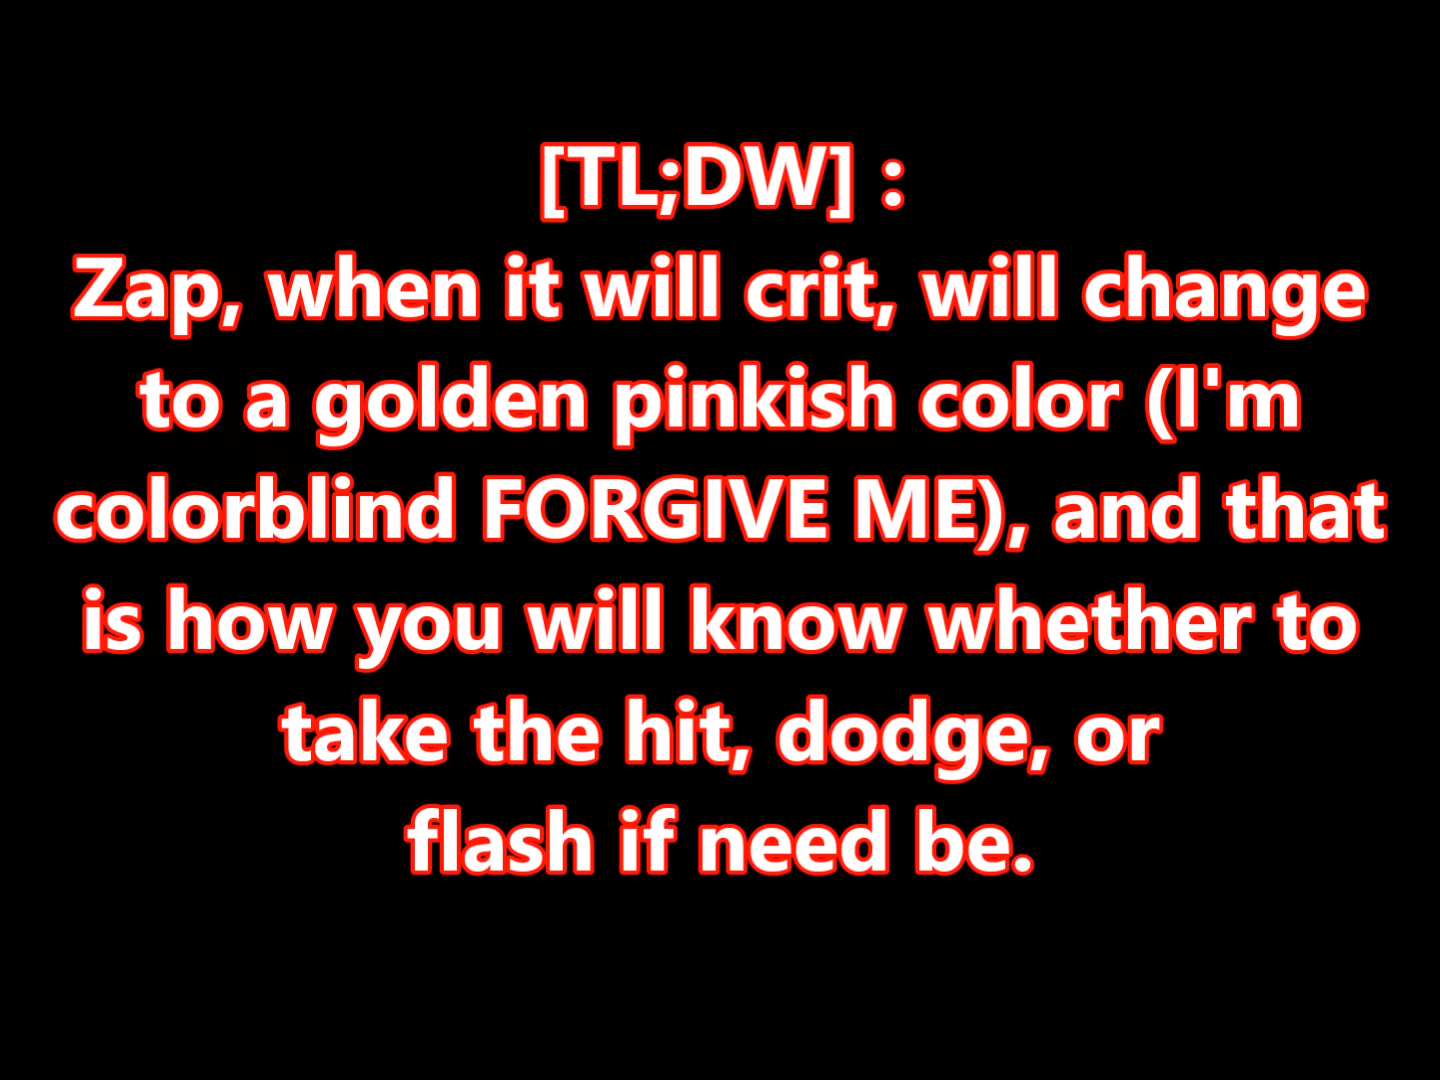 [TL;DW] :
Zap, when it will crit, will change
to a golden pinkish color (I'm
colorblind FORGIVE ME), and that
is how you will know whether to
take the hit, dodge, or
flash if need be.